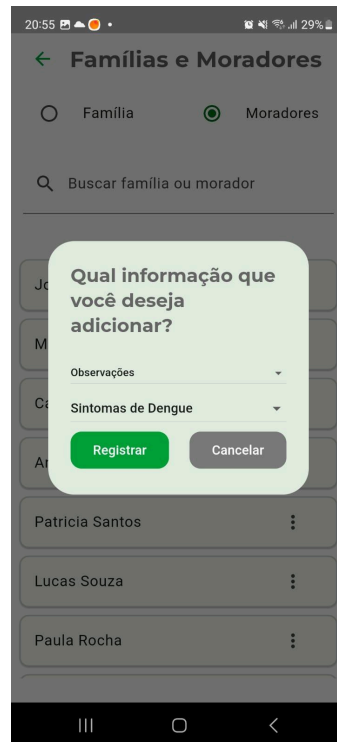 20:55
29%
Famílias e Moradores
Família
Moradores
Buscar família ou morador
Qual informação que
você deseja
adicionar?
Observações
Sintomas de Dengue
Registrar
Cancelar
Patricia Santos
Lucas Souza
Paula Rocha